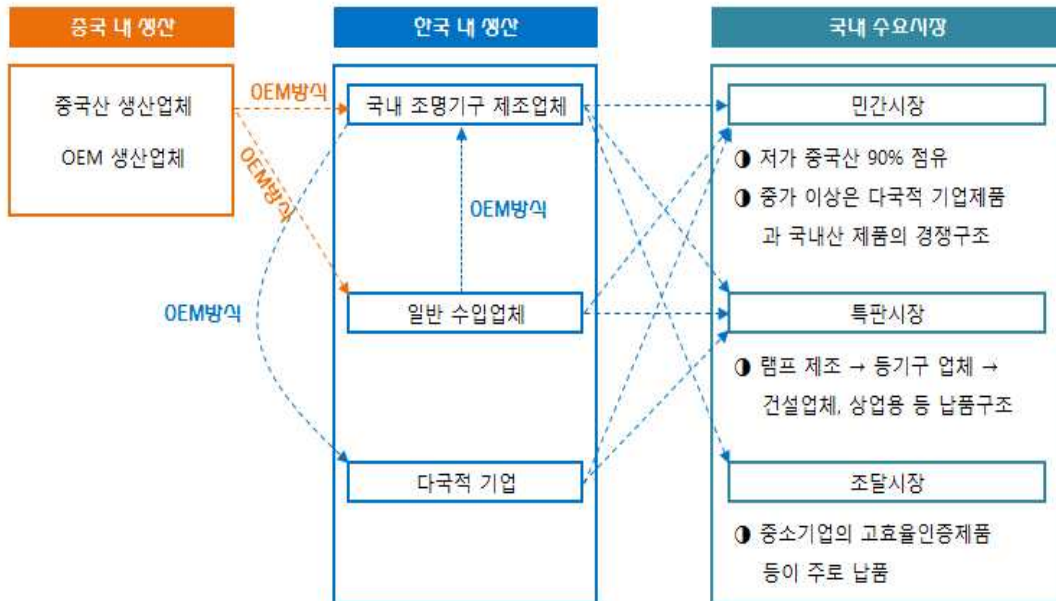 중국 내 생산
한국 내 생산
국내 수요시장
중국산 생산업체
OEM 생산업체
OEM방식
OEM방식
국내 조명기구 제조업체
OEM방식
OEM방식
일반 수입업체
다국적 기업
민간시장
◑ 저가 중국산 90% 점유
◑ 중가 이상은 다국적 기업제품
과 국내산 제품의 경쟁구조
특판시장
◑ 램프 제조 → 등기구 업체 →
건설업체, 상업용 등 납품구조
조달시장
◑ 중소기업의 고효율인증제품
등이 주로 납품